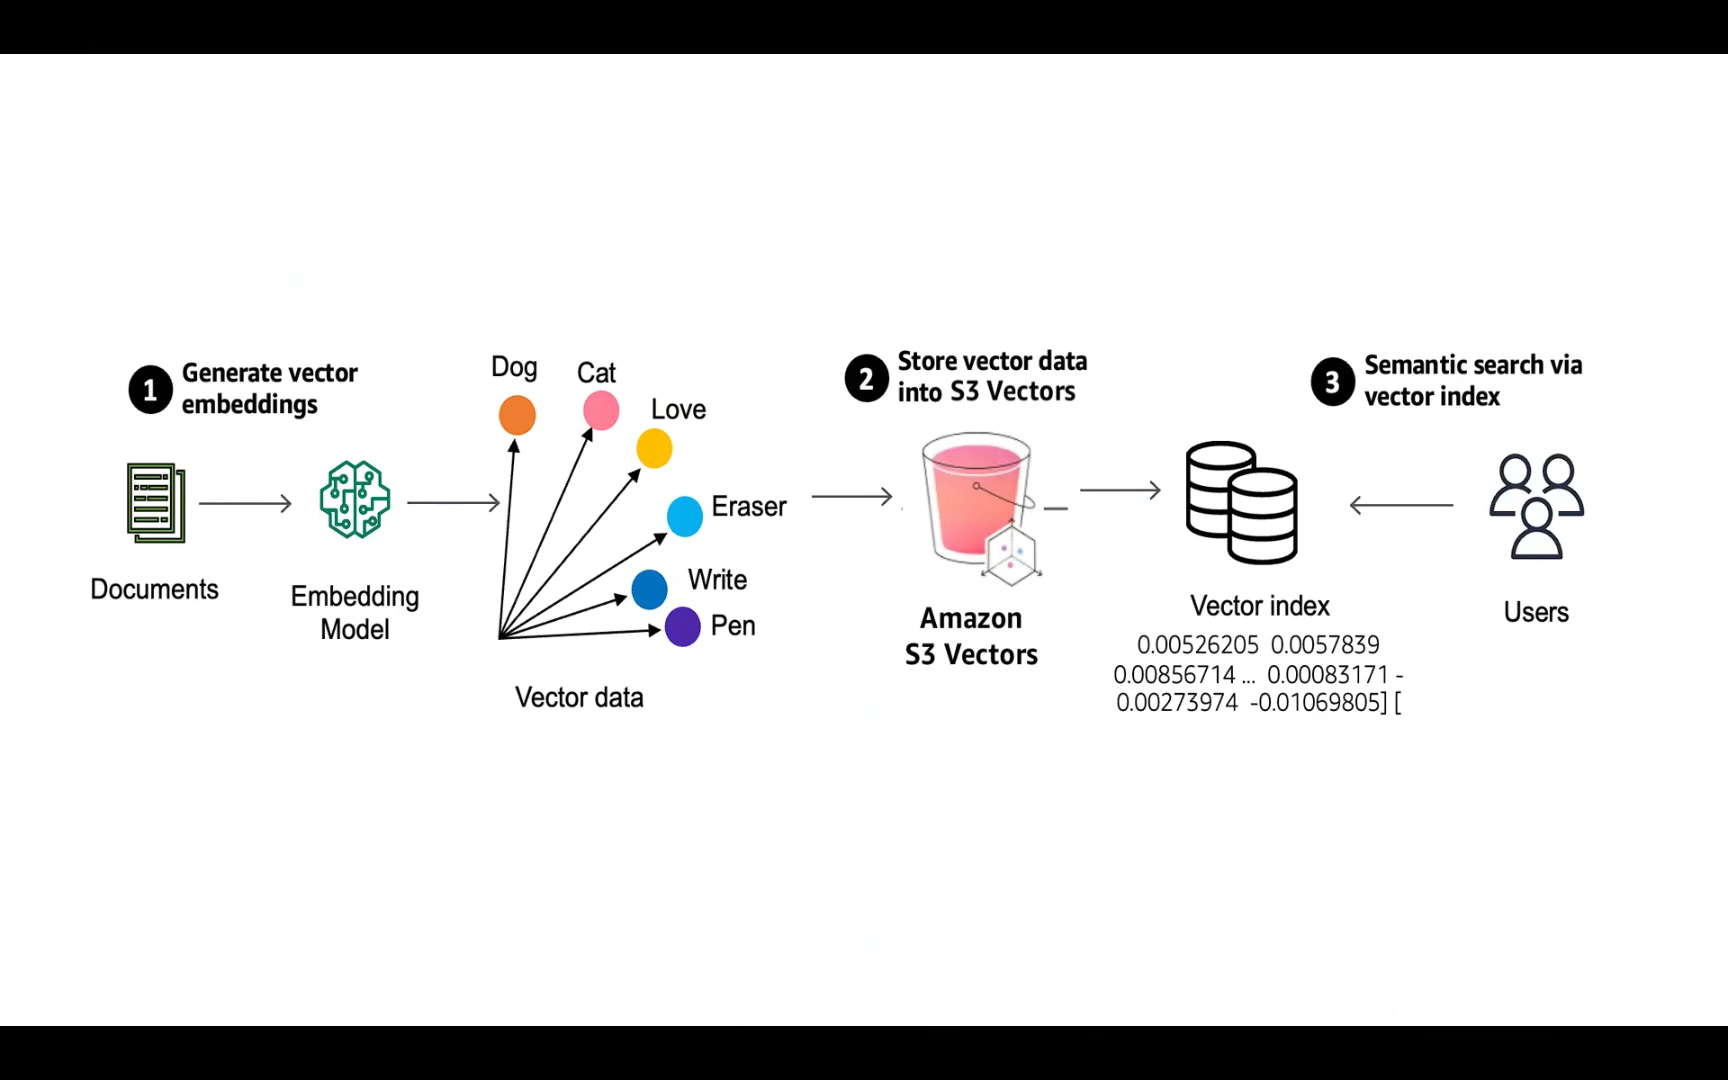 1
Generate vector
embeddings
Documents
Embedding
Model
Dog
Cat
Love
Eraser
Write
Pen
Vector data
2
Store vector data
into S3 Vectors
Amazon
S3 Vectors
3
Semantic search via
vector index
Vector index
0.00526205 0.0057839
0.00856714 ... 0.00083171 -
0.00273974 -0.01069805] [
Users